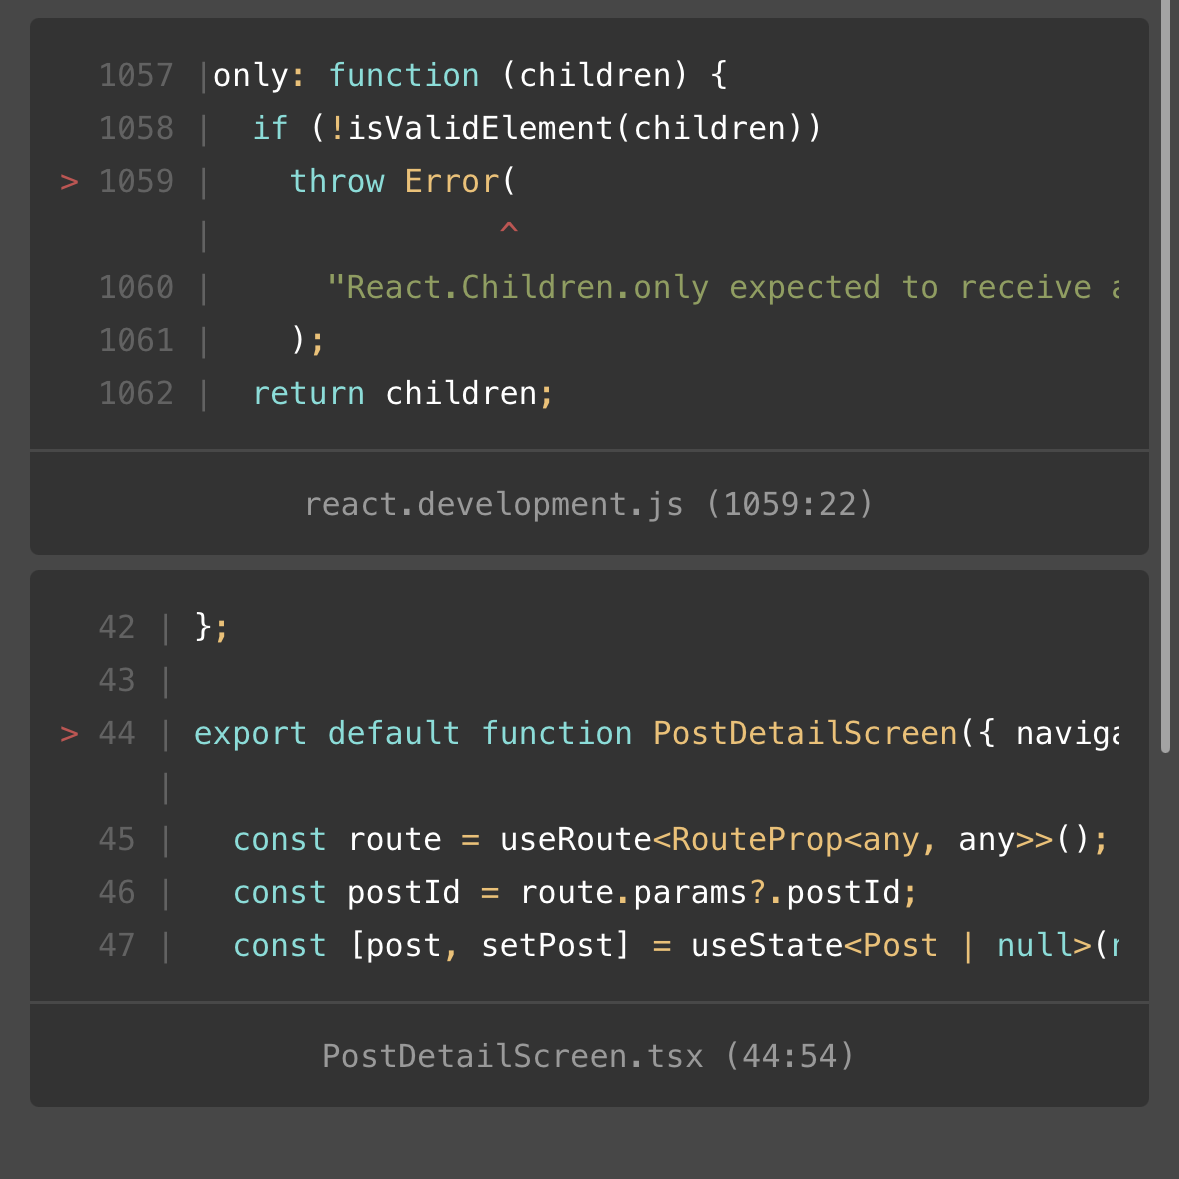 1057 |only: function (children) {
1058 |  if (!isValidElement(children))
> 1059 |    throw Error(
|               ^
1060 |      "React.Children.only expected to receive
1061 |    );
1062 |  return children;
react.development.js (1059:22)
42 | };
43 |
> 44 | export default function PostDetailScreen({ naviga
|
45 |   const route = useRoute<RouteProp<any, any>>();
46 |   const postId = route.params?.postId;
47 |   const [post, setPost] = useState<Post | null>(
PostDetailScreen.tsx (44:54)